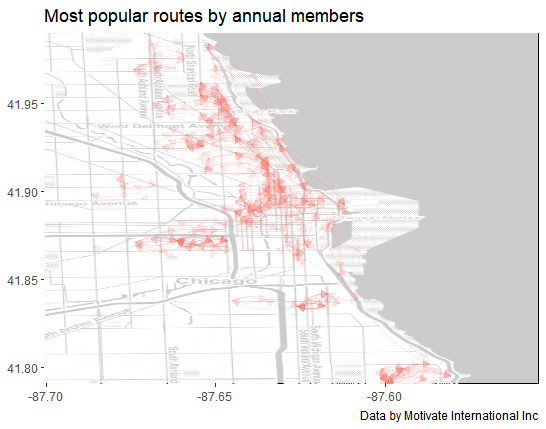 Most popular routes by annual members
41.95
41.90
41.85
41.80
West Belmont Avenue
Chicago Avenue
Chicago
-87.70
-87.65
-87.60
Data by Motivate International Inc